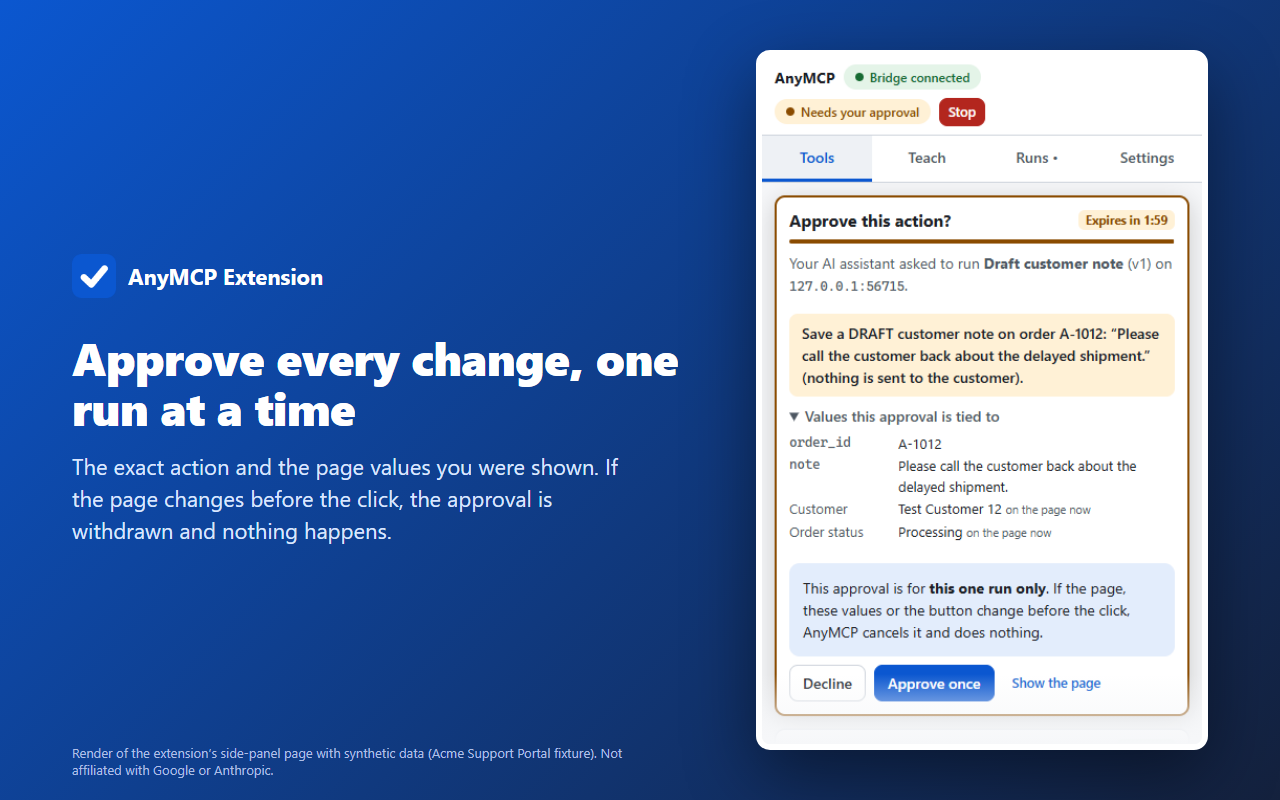 AnyMCP Extension
Approve every change, one
run at a time
The exact action and the page values you were shown. If
the page changes before the click, the approval is
withdrawn and nothing happens.
Render of the extension's side-panel page with synthetic data (Acme Support Portal fixture). Not
affiliated with Google or Anthropic.
AnyMCP
Bridge connected
Needs your approval
Stop
Tools
Teach
Runs •
Settings
Approve this action?
Expires in 1:59
Your AI assistant asked to run Draft customer note (v1) on
127.0.0.1:56715.
Save a DRAFT customer note on order A-1012: “Please
call the customer back about the delayed shipment.”
(nothing is sent to the customer).
▼ Values this approval is tied to
order_id A-1012
note Please call the customer back about the
delayed shipment.
Customer Test Customer 12 on the page now
Order status Processing on the page now
This approval is for this one run only. If the page,
these values or the button change before the click,
AnyMCP cancels it and does nothing.
Decline
Approve once
Show the page